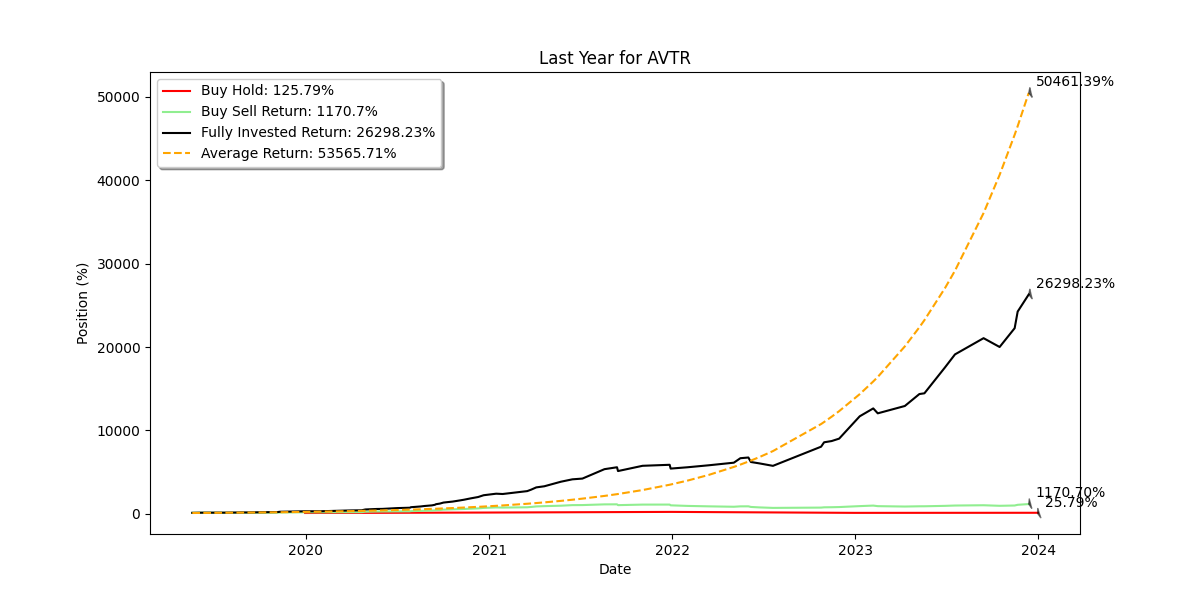 Last Year for AVTR
Buy Hold: 125.79%
Buy Sell Return: 1170.7%
Fully Invested Return: 26298.23%
Average Return: 53565.71%
50461.39%
26298.23%
1170.70%
25.79%
Position (%)
50000
40000
30000
20000
10000
0
2020 2021 2022 2023 2024
Date